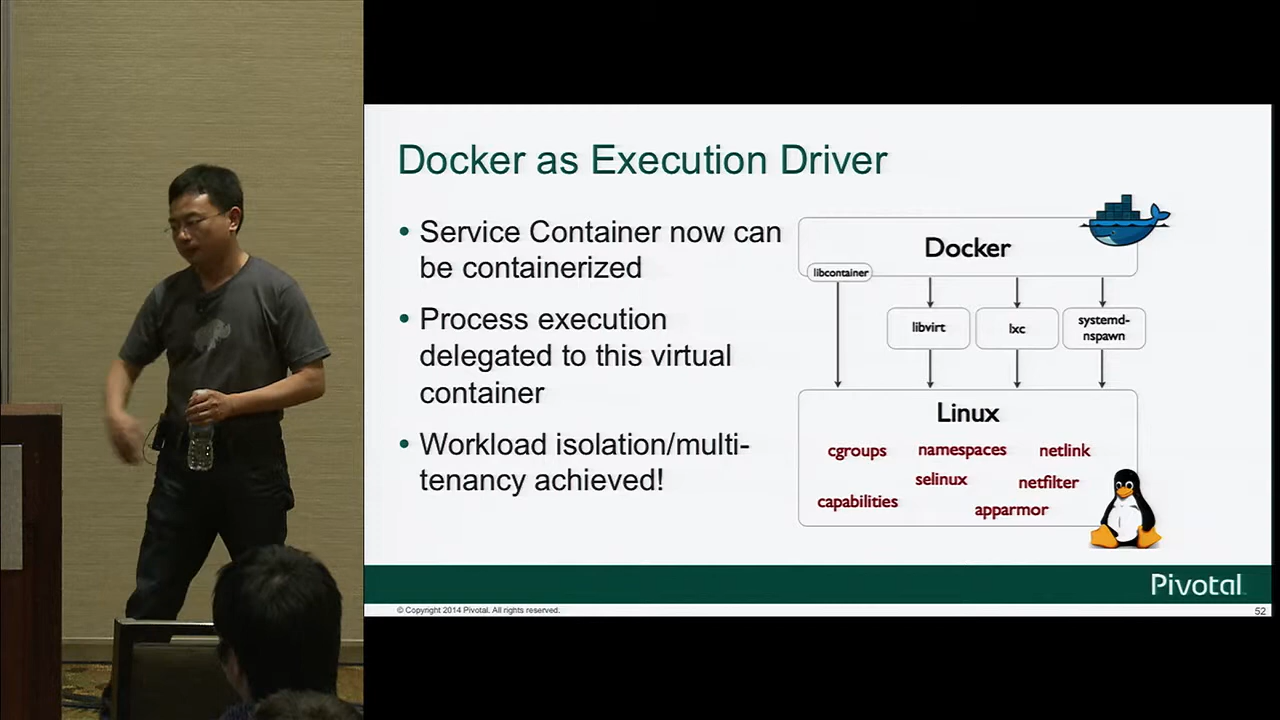 Docker as Execution Driver
• Service Container now can
be containerized
• Process execution
delegated to this virtual
container
• Workload isolation/multi-
tenancy achieved!
Docker
libcontainer
libvirt
lxc
systemd-
nspawn
Linux
cgroups
namespaces
netlink
selinux
netfilter
capabilities
apparmor
Pivotal
© Copyright 2014 Pivotal. All rights reserved.
52